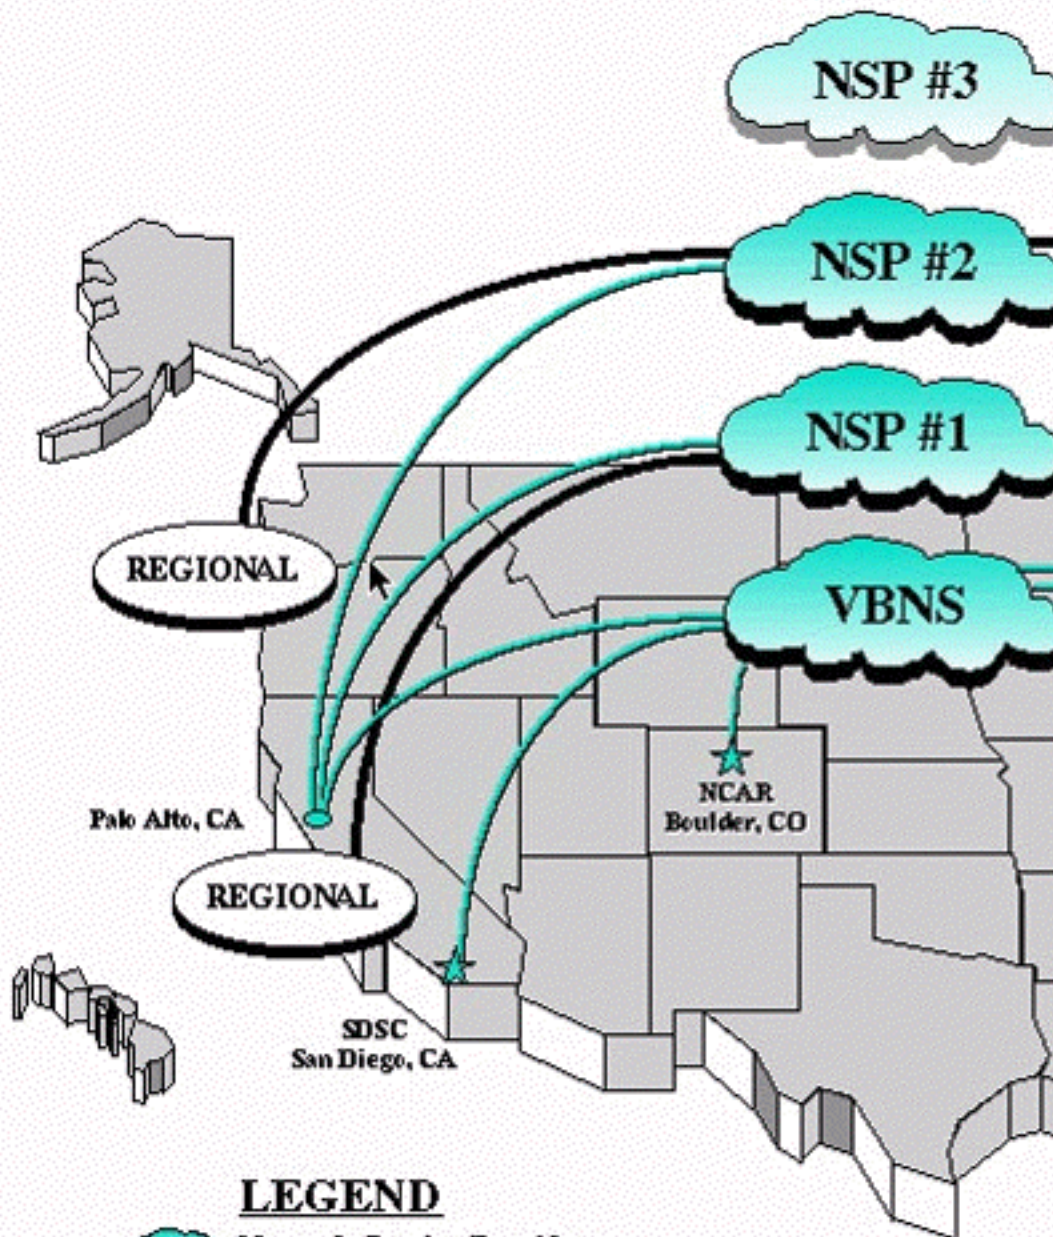 NSP #3
NSP #2
NSP #1
REGIONAL
VBNS
NCAR
Boulder, CO
Palo Alto, CA
REGIONAL
SDSC
San Diego, CA
LEGEND